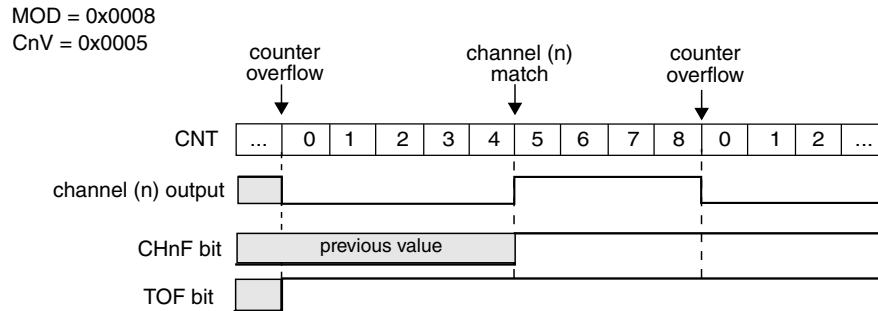 MOD = 0x0008
CnV = 0x0005
counter
overflow
channel (n)
match
counter
overflow
CNT ... 0 1 2 3 4 5 6 7 8 0 1 2 ...
channel (n) output
CHnF bit previous value
TOF bit